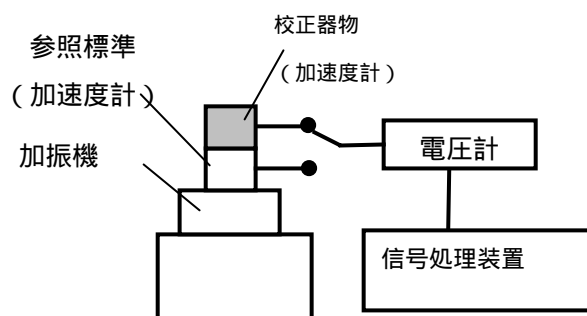 校正器物
(加速度計)
参照標準
(加速度計)
加振機
電圧計
信号処理装置